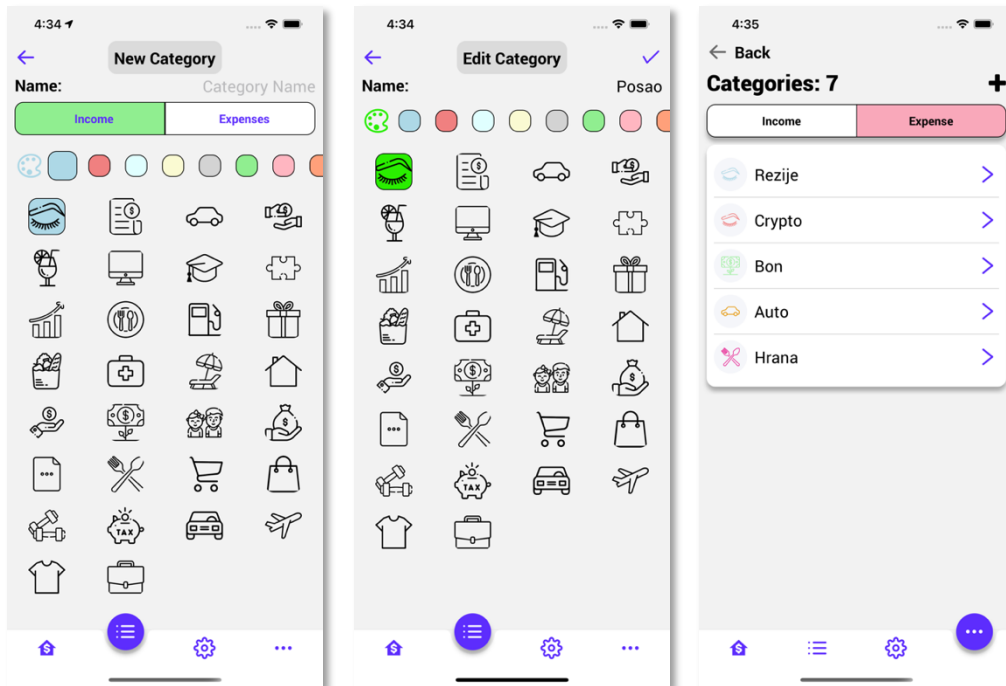 4:34
New Category
Name:
Category Name
Income
Expenses
TAX
4:34
Edit Category
Name:
Posao
TAX
4:35
Back
Categories: 7
Income
Expense
Rezije
Crypto
Bon
Auto
Hrana